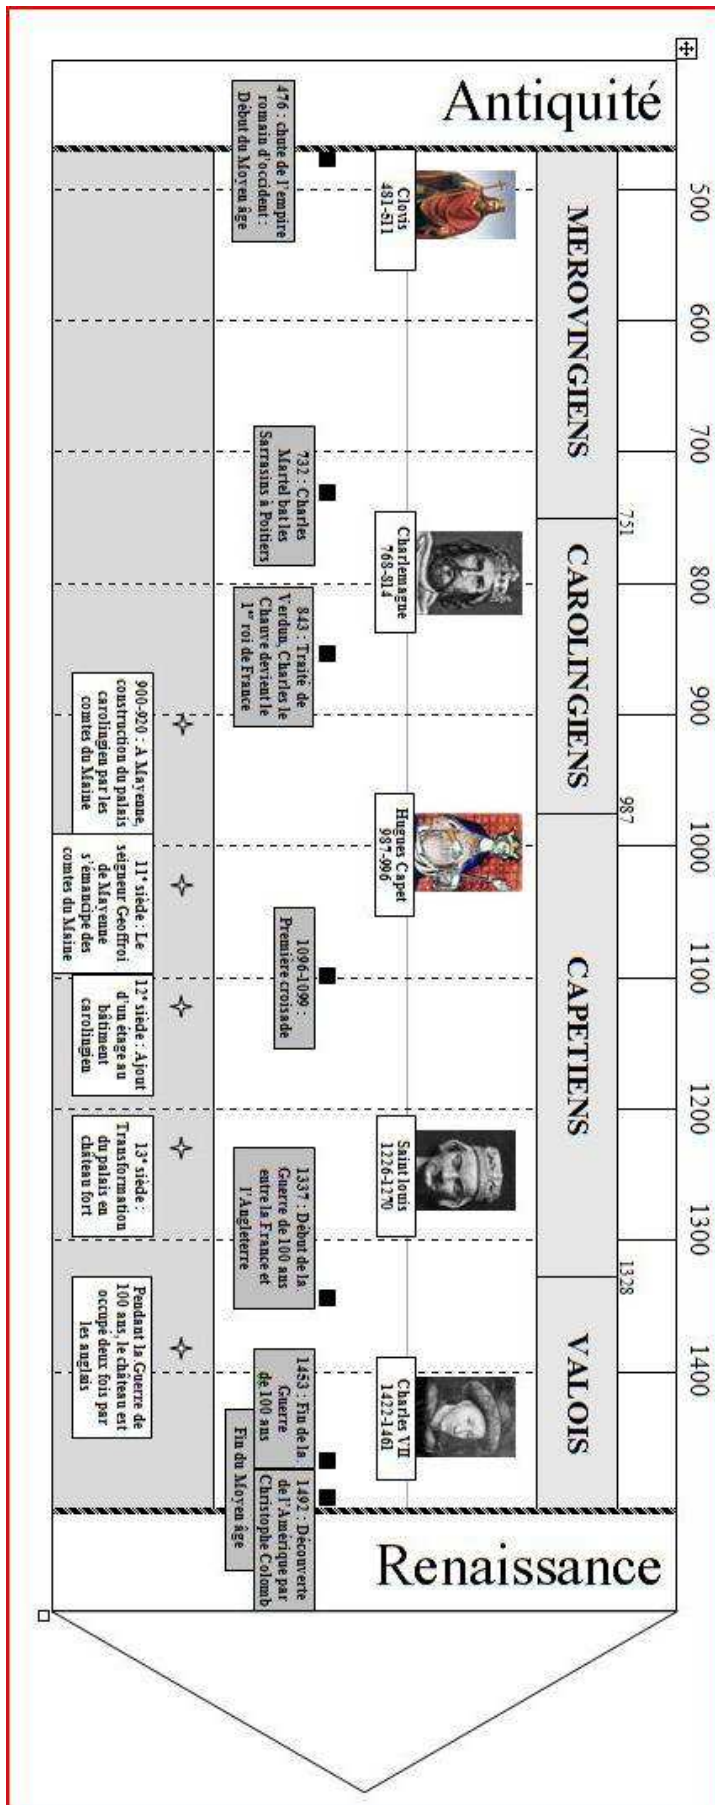 Antiquité
Renaissance
500
600
700
800
900
1000
1100
1200
1300
1400
751
987
1328
MEROVINGIENS
CAROLINGIENS
CAPETIENS
VALOIS
Clovis
481-511
Charlemagne
768-814
Hugues Capet
987-996
Saint louis
1226-1270
Charles VII
1422-1461
476 : chute de l'empire
romain d'occident :
Début du Moyen âge
732 : Charles
Martel bat les
Sarrasins à Poitiers
843 : Traité de
Verdun, Charles le
Chauve devient le
1er roi de France
1096-1099 :
Première croisade
1337 : Début de la
Guerre de 100 ans
entre la France et
l'Angleterre
1453 : Fin de la
Guerre
de 100 ans
1492 : Découverte
de l'Amérique par
Christophe Colomb
Fin du Moyen âge
900-920 : A Mayenne,
construction du palais
carolingien par les
comtes du Maine
11e siècle : Le
seigneur Geoffroi
de Mayenne
s'émancipe des
comtes du Maine
12e siècle : Ajout
d'un étage au
bâtiment
carolingien
13e siècle :
Transformation
du palais en
château fort
Pendant la Guerre de
100 ans, le château est
occupé deux fois par
les anglais